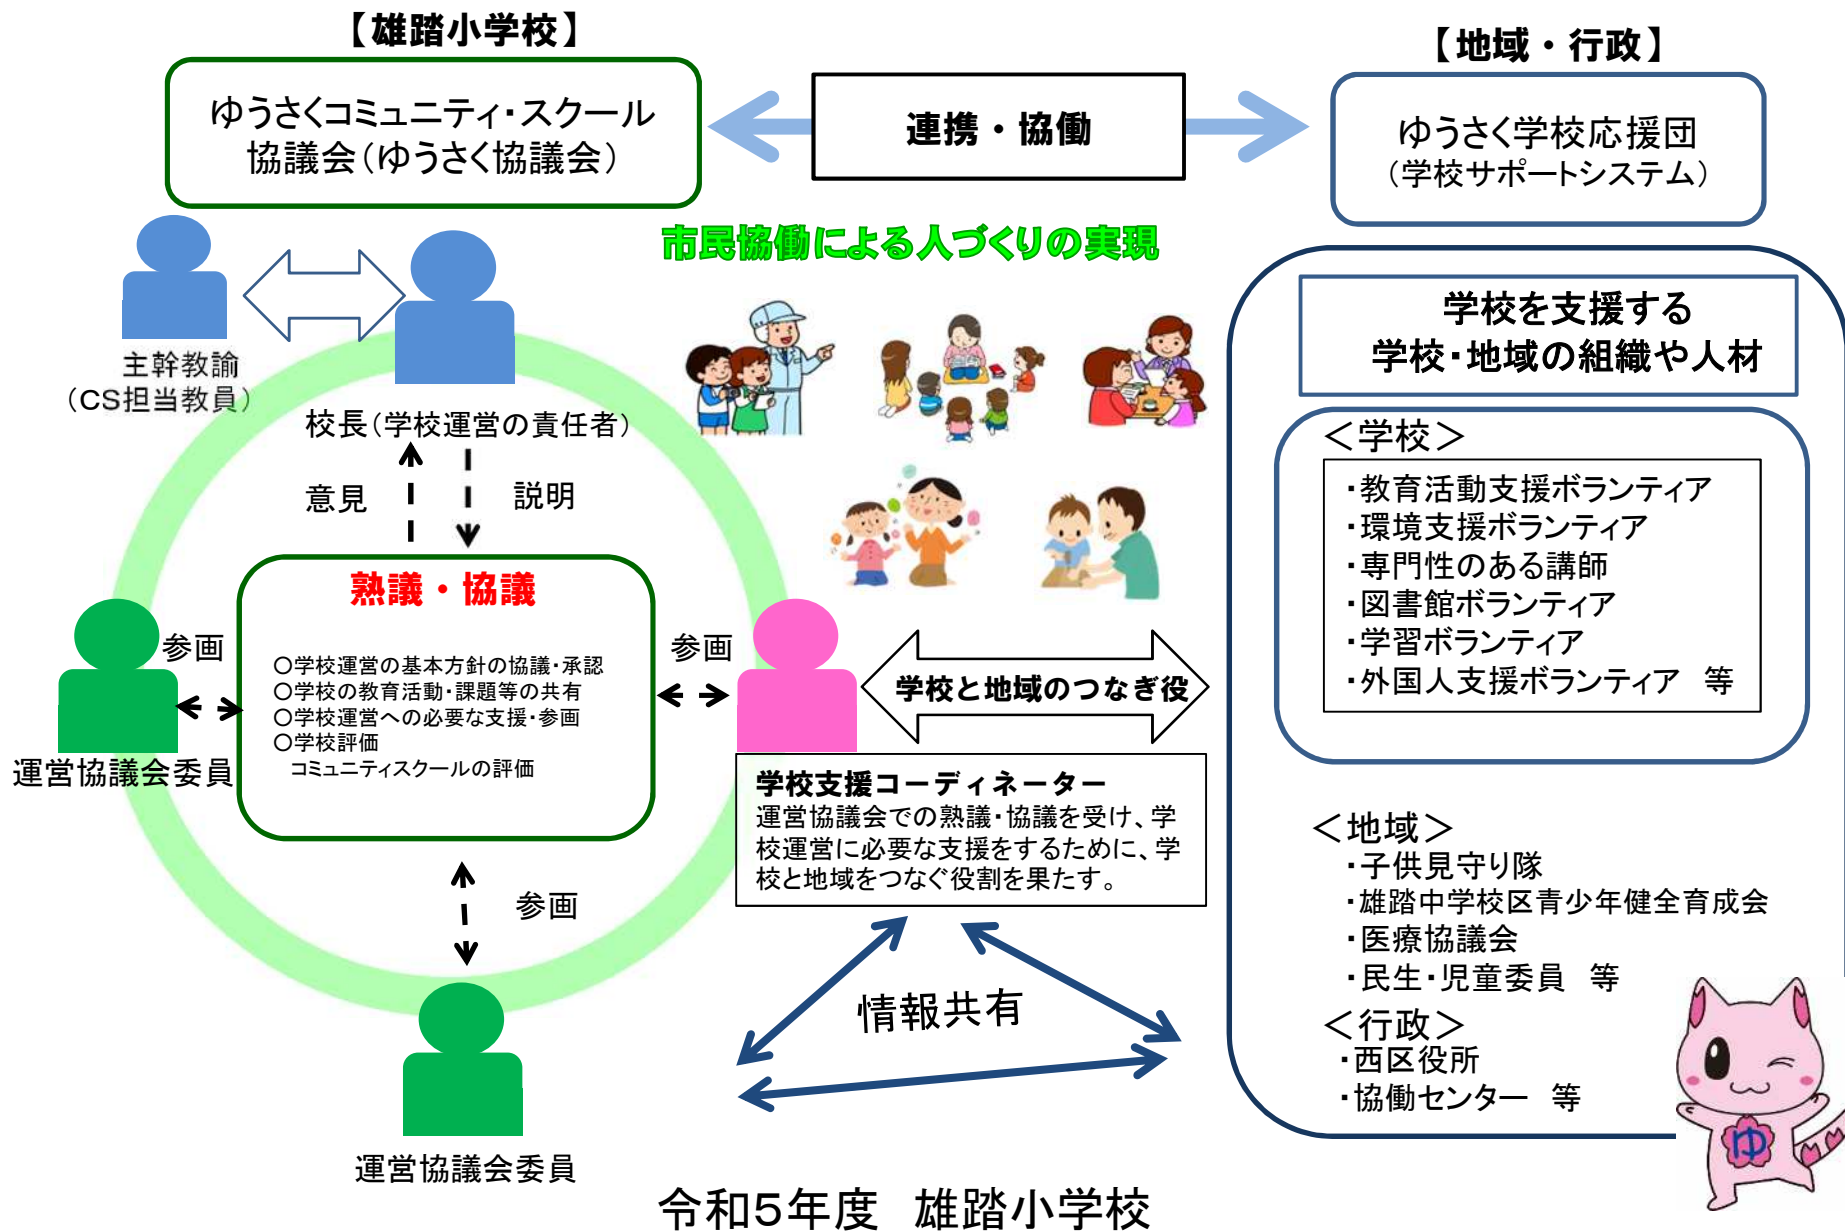 【雄踏小学校】
ゆうさくコミュニティ・スクール
協議会（ゆうさく協議会）
連携・協働
【地域・行政】
ゆうさく学校応援団
（学校サポートシステム）
市民協働による人づくりの実現
主幹教諭
（CS担当教員）
校長（学校運営の責任者）
意見
説明
熟議・協議
○学校運営の基本方針の協議・承認
○学校の教育活動・課題等の共有
○学校運営への必要な支援・参画
○学校評価
コミュニティスクールの評価
参画
参画
参画
運営協議会委員
運営協議会委員
学校と地域のつなぎ役
学校支援コーディネーター
運営協議会での熟議・協議を受け、学
校運営に必要な支援をするために、学
校と地域をつなぐ役割を果たす。
情報共有
学校を支援する
学校・地域の組織や人材
＜学校＞
・教育活動支援ボランティア
・環境支援ボランティア
・専門性のある講師
・図書館ボランティア
・学習ボランティア
・外国人支援ボランティア　等
＜地域＞
・子供見守り隊
・雄踏中学校区青少年健全育成会
・医療協議会
・民生・児童委員　等
＜行政＞
・西区役所
・協働センター　等
ゆ
令和5年度　雄踏小学校